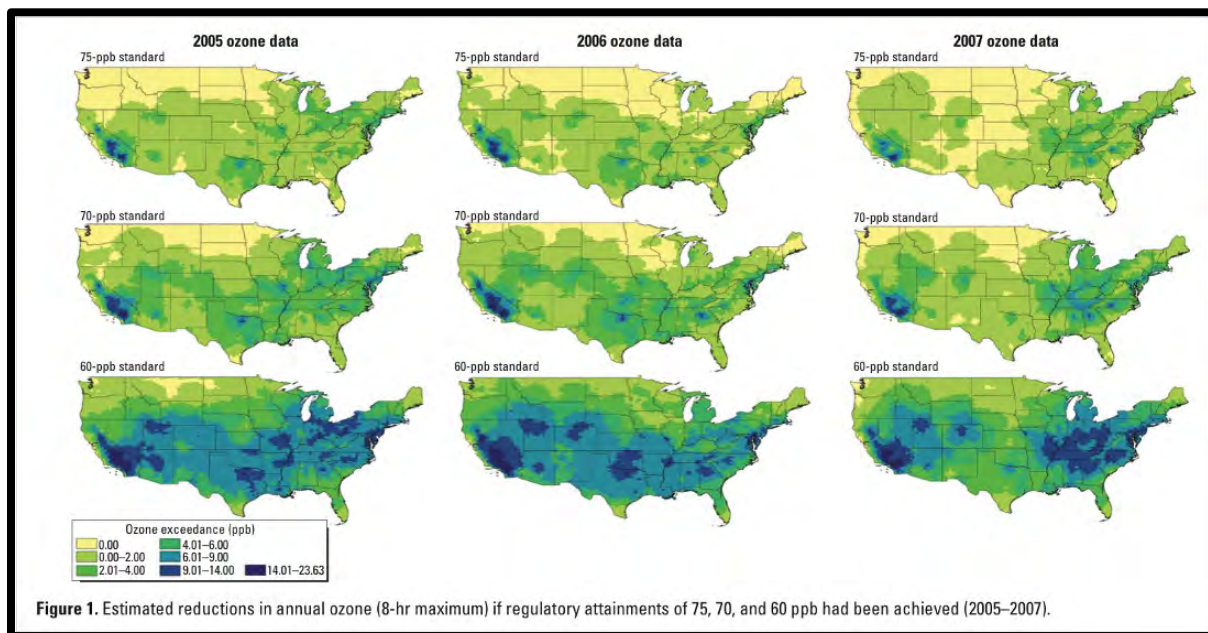 2005 ozone data
2006 ozone data
2007 ozone data
75-ppb standard
75-ppb standard
75-ppb standard
70-ppb standard
70-ppb standard
70-ppb standard
60-ppb standard
60-ppb standard
60-ppb standard
Ozone exceedance (ppb)
0.00
4.01–6.00
0.00–2.00
6.01–9.00
2.01–4.00
9.01–14.00
14.01–23.63
Figure 1. Estimated reductions in annual ozone (8-hr maximum) if regulatory attainments of 75, 70, and 60 ppb had been achieved (2005–2007).